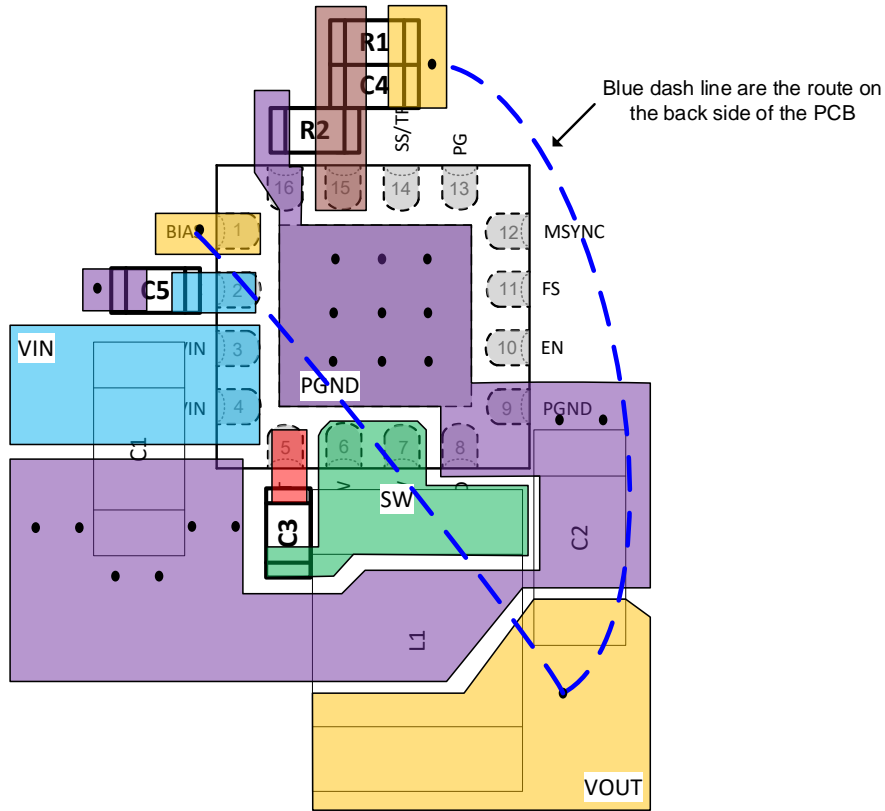 R1
C4
R2
SS/TR
PG
Blue dash line are the route on
the back side of the PCB
16
15
14
13
BIAS
1
12
MSYNC
C5
2
11
FS
VIN
VIN
3
10
EN
PGND
VIN
4
9
PGND
C1
5
6
7
8
SW
C3
C2
L1
VOUT